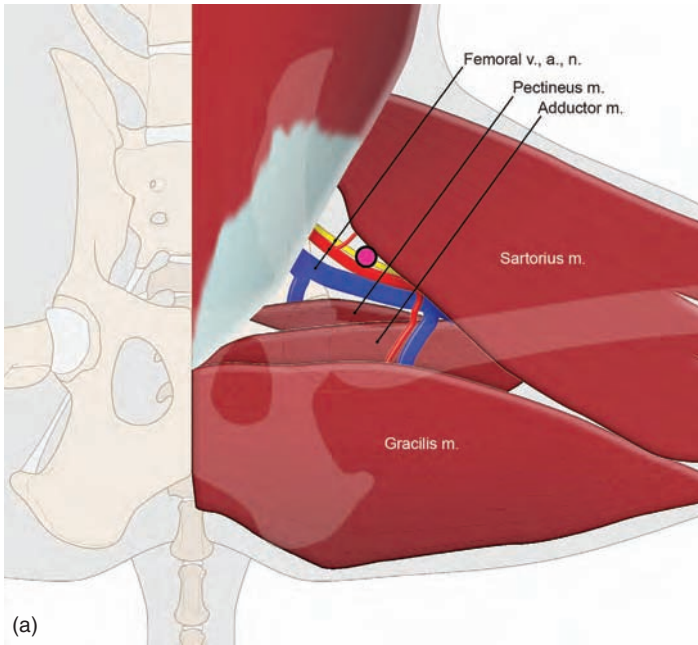 Femoral v., a., n.
Pectineus m.
Adductor m.
Sartorius m.
Gracilis m.
(a)